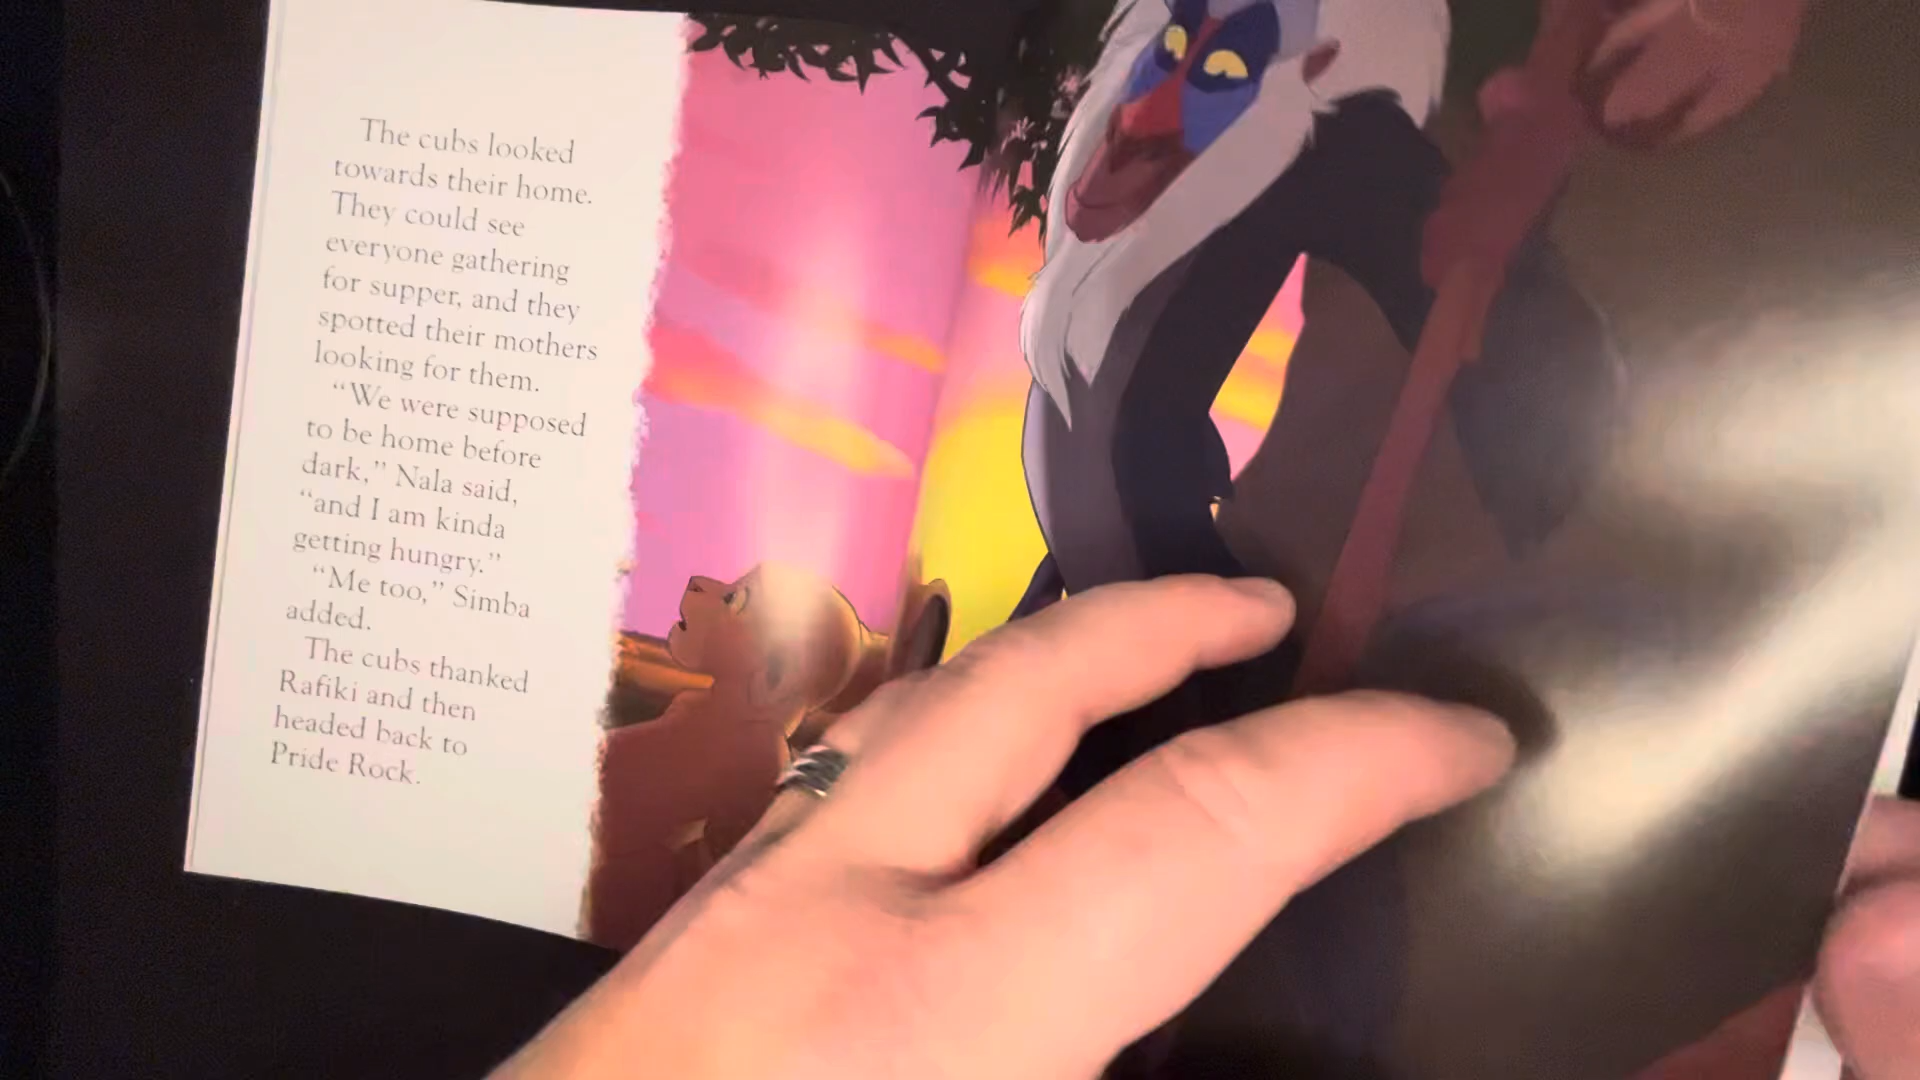 The cubs looked
towards their home.
They could see
everyone gathering
for supper, and they
spotted their mothers
looking for them.
“We were supposed
to be home before
dark,” Nala said,
“and I am kinda
getting hungry.”
“Me too,” Simba
added.
The cubs thanked
Rafiki and then
headed back to
Pride Rock.